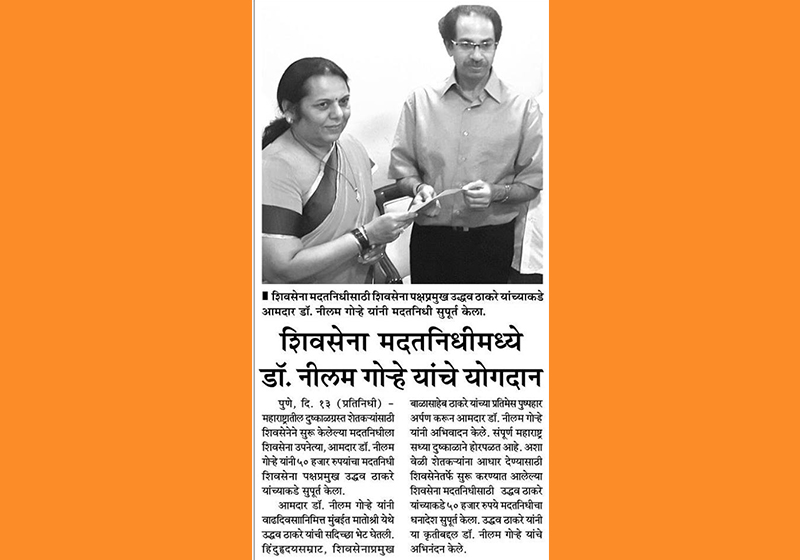 ▮ शिवसेना मदतनिधीसाठी शिवसेना पक्षप्रमुख उद्धव ठाकरे यांच्याकडे
आमदार डॉ. नीलम गोऱ्हे यांनी मदतनिधी सुपूर्त केला.
शिवसेना मदतनिधीमध्ये
डॉ. नीलम गोऱ्हे यांचे योगदान
पुणे, दि. १३ (प्रतिनिधी) –
महाराष्ट्रातील दुष्काळग्रस्त शेतकऱ्यांसाठी
शिवसेनेने सुरू केलेल्या मदतनिधीला
शिवसेना उपनेत्या, आमदार डॉ. नीलम
गोऱ्हे यांनी ५० हजार रुपयांचा मदतनिधी
शिवसेना पक्षप्रमुख उद्धव ठाकरे
यांच्याकडे सुपूर्त केला.
आमदार डॉ. नीलम गोऱ्हे यांनी
वाढदिवसाानिमित्त मुंबईत मातोश्री येथे
उद्धव ठाकरे यांची सदिच्छा भेट घेतली.
हिंदुहृदयसम्राट, शिवसेनाप्रमुख
बाळासाहेब ठाकरे यांच्या प्रतिमेस पुष्पहार
अर्पण करून आमदार डॉ. नीलम गोऱ्हे
यांनी अभिवादन केले. संपूर्ण महाराष्ट्र
सध्या दुष्काळाने होरपळत आहे. अशा
वेळी शेतकऱ्यांना आधार देण्यासाठी
शिवसेनेतर्फे सुरू करण्यात आलेल्या
शिवसेना मदतनिधीसाठी उद्धव ठाकरे
यांच्याकडे ५० हजार रुपये मदतनिधीचा
धनादेश सुपूर्त केला. उद्धव ठाकरे यांनी
या कृतीबद्दल डॉ. नीलम गोऱ्हे यांचे
अभिनंदन केले.